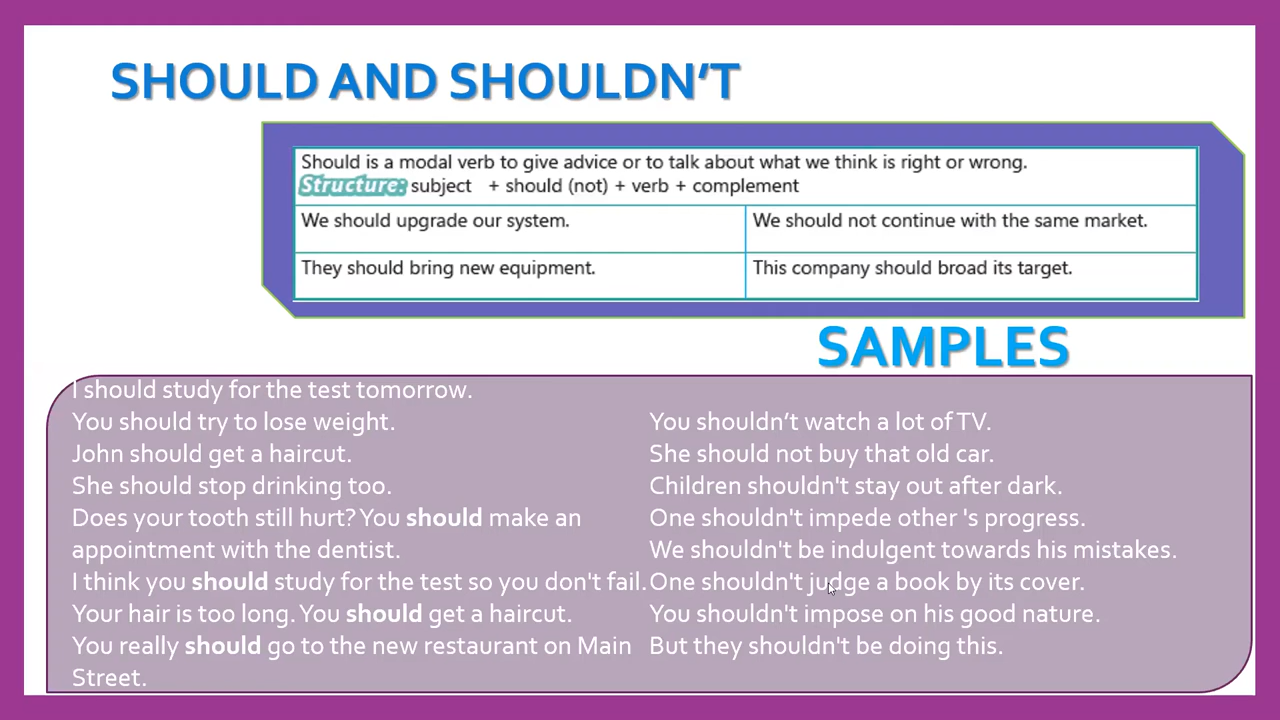 SHOULD AND SHOULDN’T
Should is a modal verb to give advice or to talk about what we think is right or wrong.
Structure: subject + should (not) + verb + complement
We should upgrade our system.
We should not continue with the same market.
They should bring new equipment.
This company should broad its target.
SAMPLES
I should study for the test tomorrow.
You should try to lose weight.
John should get a haircut.
She should stop drinking too.
Does your tooth still hurt? You should make an
appointment with the dentist.
I think you should study for the test so you don't fail.
Your hair is too long. You should get a haircut.
You really should go to the new restaurant on Main
Street.
You shouldn’t watch a lot of TV.
She should not buy that old car.
Children shouldn't stay out after dark.
One shouldn't impede other 's progress.
We shouldn't be indulgent towards his mistakes.
One shouldn't judge a book by its cover.
You shouldn't impose on his good nature.
But they shouldn't be doing this.